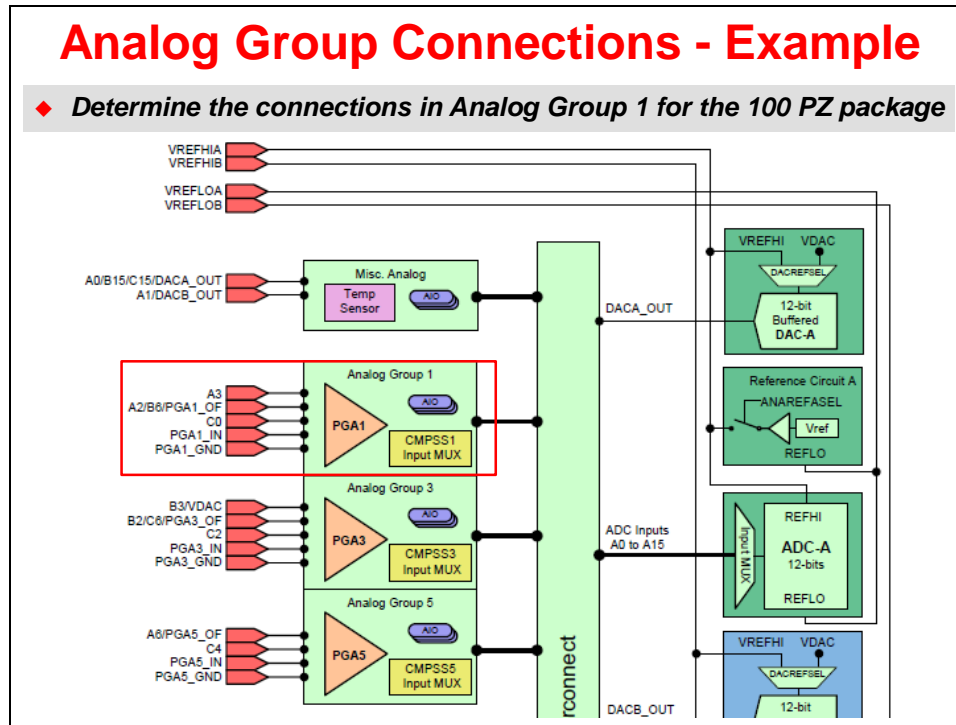 Analog Group Connections - Example
Determine the connections in Analog Group 1 for the 100 PZ package
VREFHIA
VREFHIB
VREFLOA
VREFLOB
A0/B15/C15/DACA_OUT
A1/DACB_OUT
Misc. Analog
Temp
Sensor
AIO
Analog Group 1
A3
A2/B6/PGA1_OF
C0
PGA1_IN
PGA1_GND
PGA1
AIO
CMPSS1
Input MUX
Analog Group 3
B3/VDAC
B2/C6/PGA3_OF
C2
PGA3_IN
PGA3_GND
PGA3
AIO
CMPSS3
Input MUX
Analog Group 5
A6/PGA5_OF
C4
PGA5_IN
PGA5_GND
PGA5
AIO
CMPSS5
Input MUX
rconnect
DACA_OUT
ADC Inputs
A0 to A15
DACB_OUT
VREFHI VDAC
DACREFSEL
12-bit
Buffered
DAC-A
Reference Circuit A
ANAREFASEL
Vref
REFLO
Input MUX
REFHI
ADC-A
12-bits
REFLO
VREFHI VDAC
DACREFSEL
12-bit